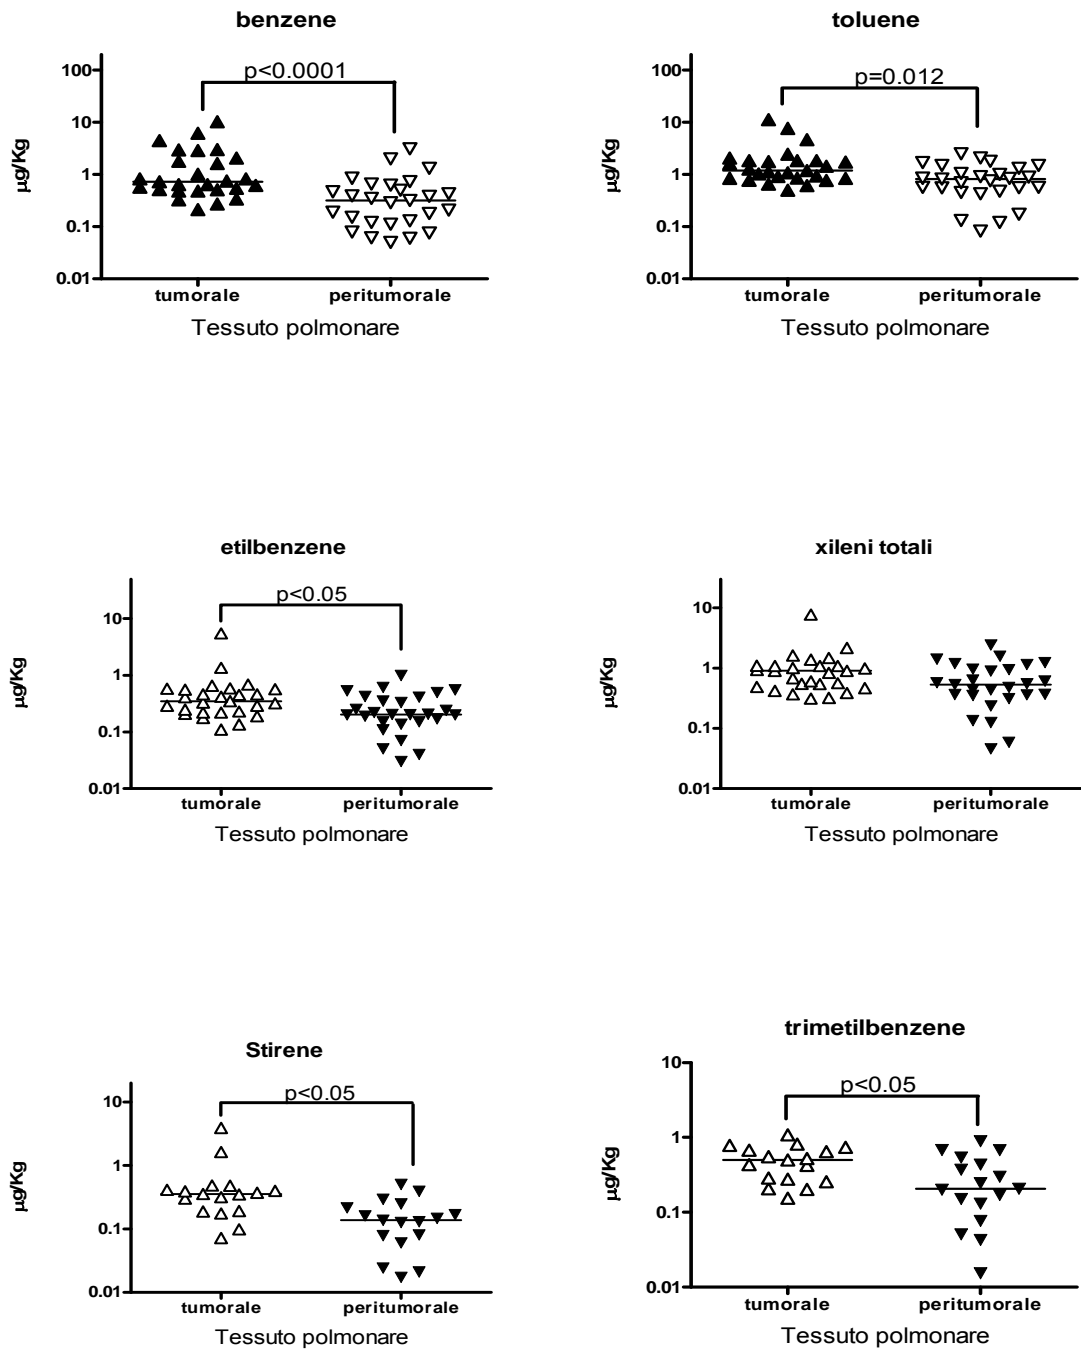 benzene
p<0.0001
100
10
1
0.1
0.01
µg/Kg
tumorale peritumorale
Tessuto polmonare
toluene
p=0.012
100
10
1
0.1
0.01
µg/Kg
tumorale peritumorale
Tessuto polmonare
etilbenzene
p<0.05
10
1
0.1
0.01
µg/Kg
tumorale peritumorale
Tessuto polmonare
xileni totali
10
1
0.1
0.01
µg/Kg
tumorale peritumorale
Tessuto polmonare
Stirene
p<0.05
10
1
0.1
0.01
µg/Kg
tumorale peritumorale
Tessuto polmonare
trimetilbenzene
p<0.05
10
1
0.1
0.01
µg/Kg
tumorale peritumorale
Tessuto polmonare